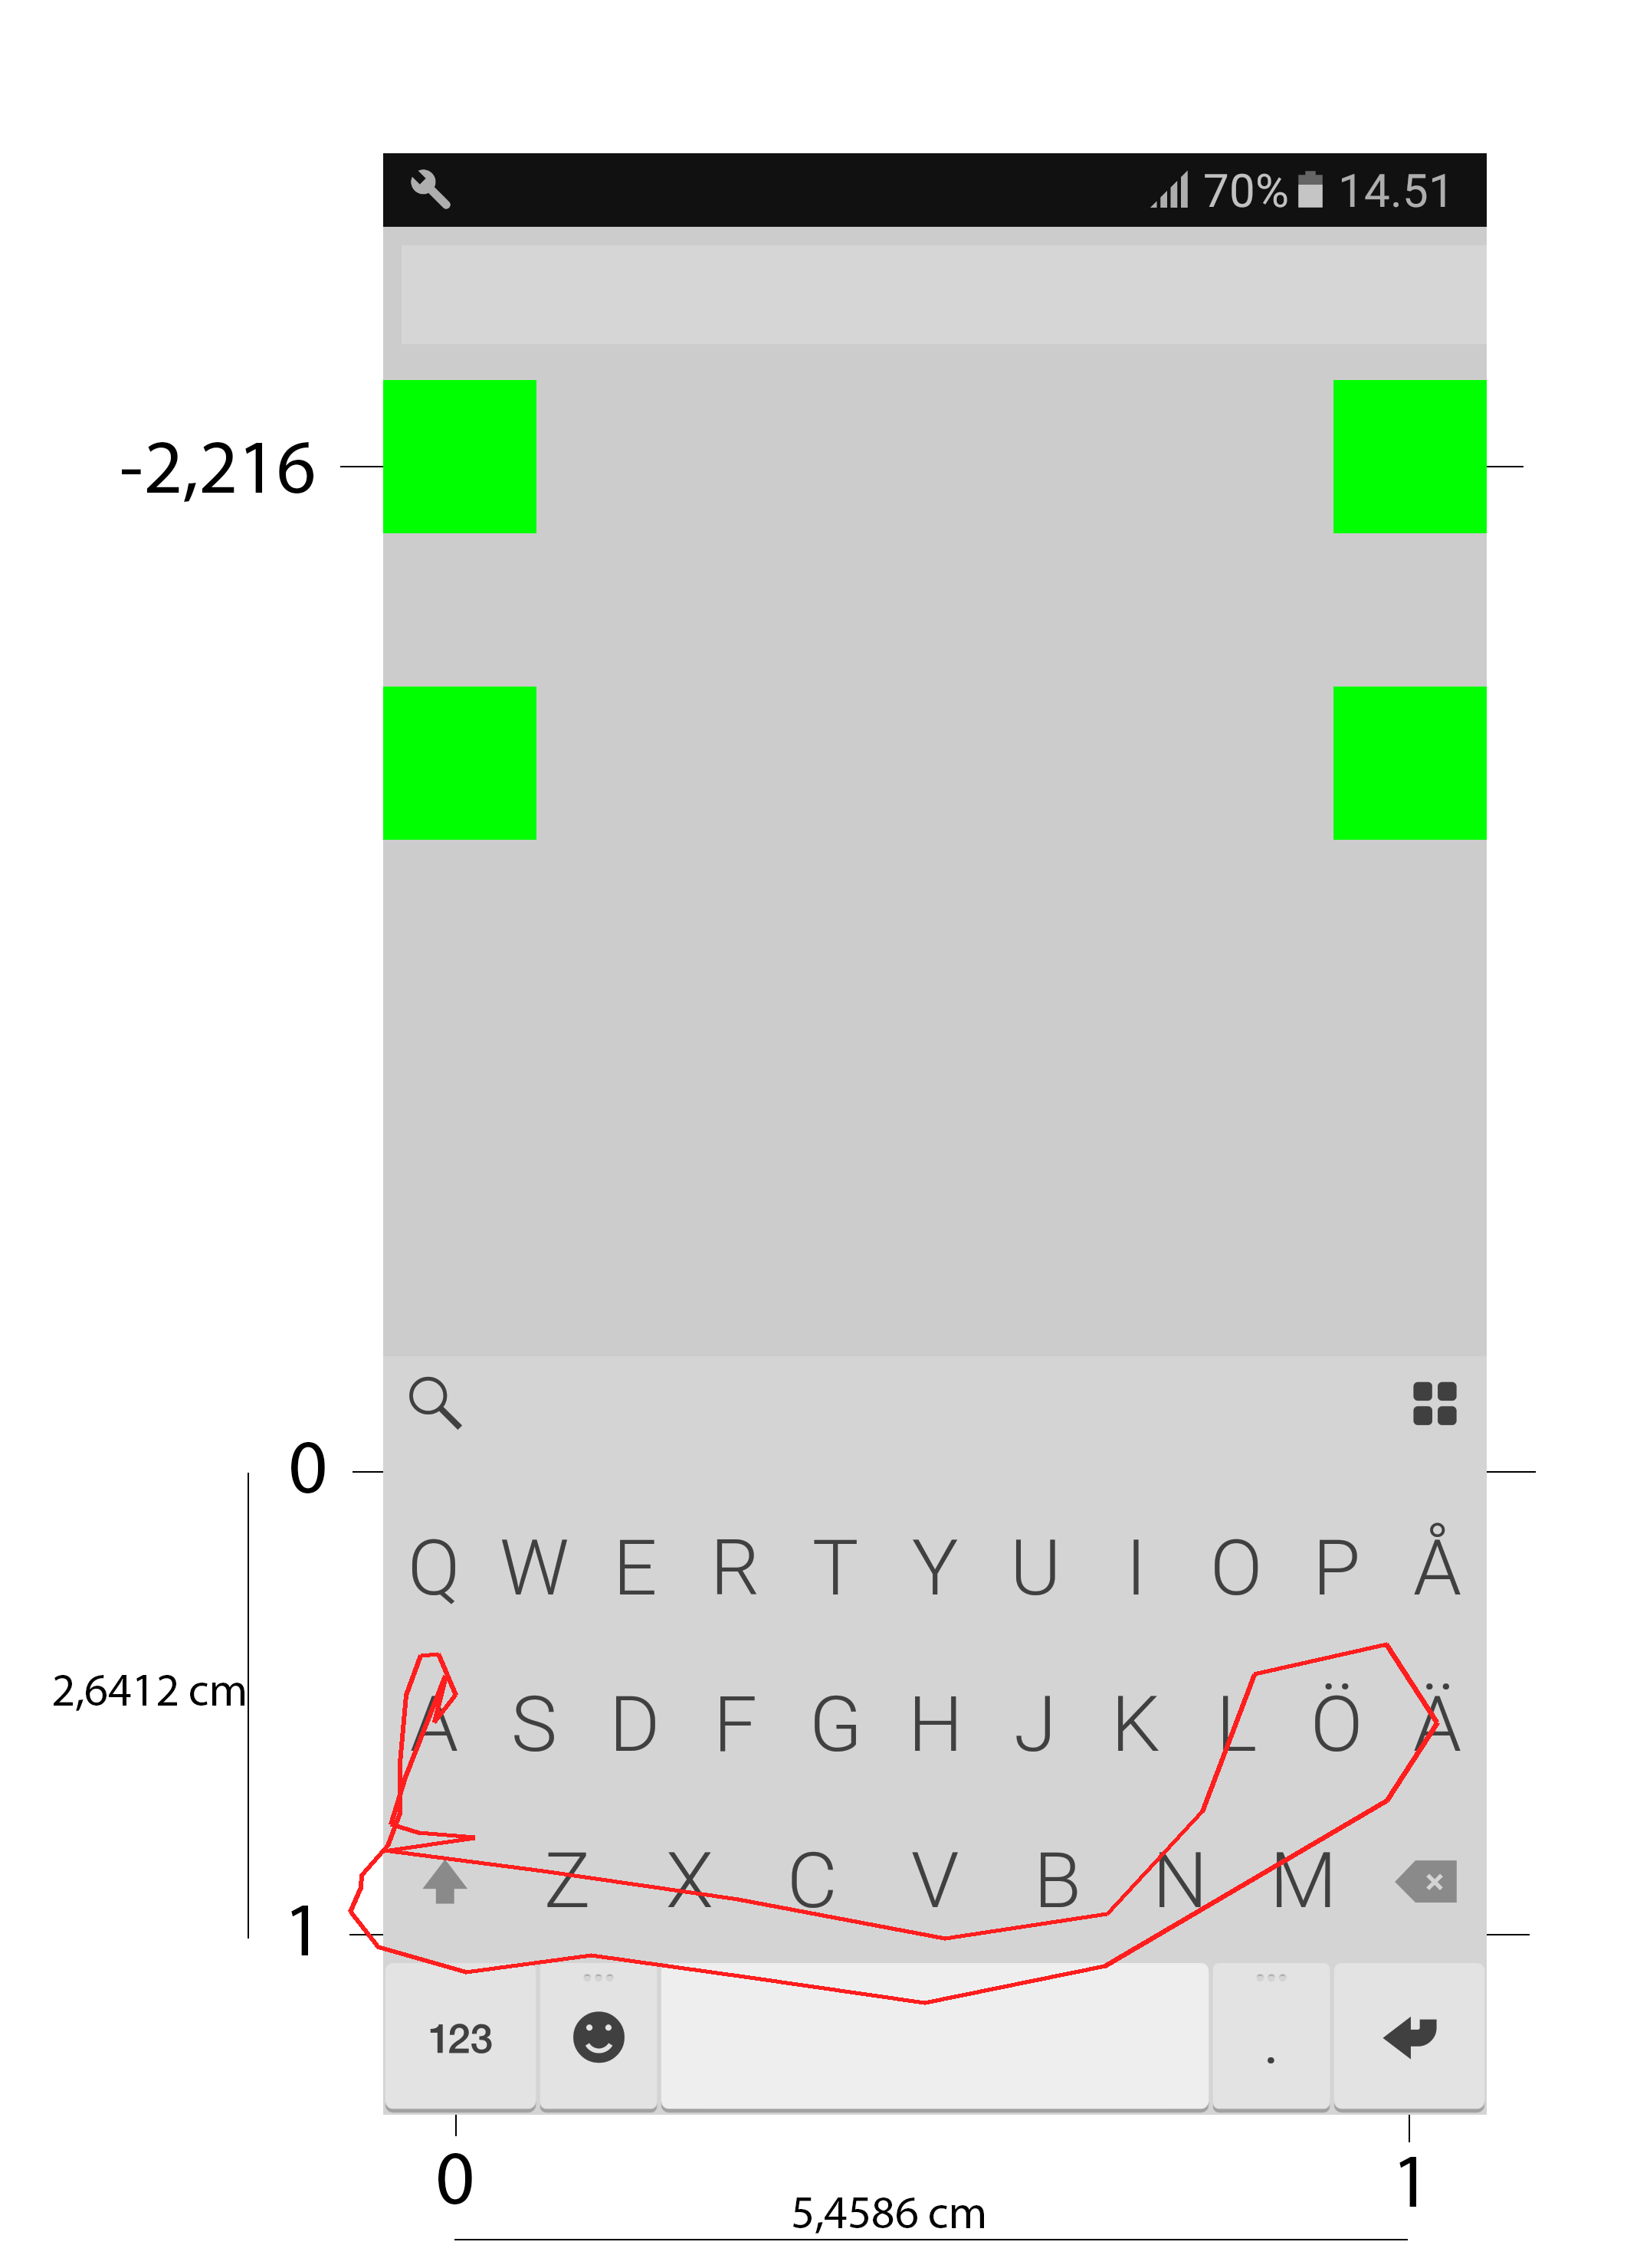 70% 14.51
-2,216
0
Q W E R T Y U I O P Å
2,6412 cm
A S D F G H J K L Ö Ä
Z X C V B N M
1
123 .
0 1
5,4586 cm